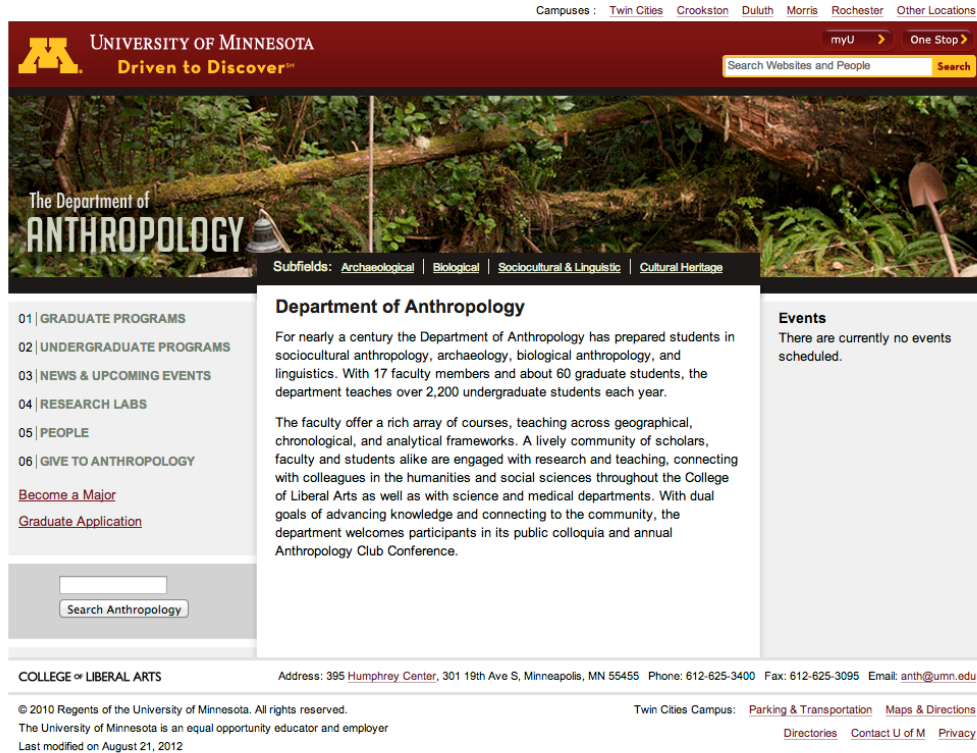 Campuses : Twin Cities Crookston Duluth Morris Rochester Other Locations
M
UNIVERSITY OF MINNESOTA
Driven to Discover℠
myU One Stop
Search Websites and People Search
The Department of
ANTHROPOLOGY
Subfields: Archaeological | Biological | Sociocultural & Linguistic | Cultural Heritage
01 | GRADUATE PROGRAMS
02 | UNDERGRADUATE PROGRAMS
03 | NEWS & UPCOMING EVENTS
04 | RESEARCH LABS
05 | PEOPLE
06 | GIVE TO ANTHROPOLOGY
Become a Major
Graduate Application
Search Anthropology
Department of Anthropology
For nearly a century the Department of Anthropology has prepared students in
sociocultural anthropology, archaeology, biological anthropology, and
linguistics. With 17 faculty members and about 60 graduate students, the
department teaches over 2,200 undergraduate students each year.
The faculty offer a rich array of courses, teaching across geographical,
chronological, and analytical frameworks. A lively community of scholars,
faculty and students alike are engaged with research and teaching, connecting
with colleagues in the humanities and social sciences throughout the College
of Liberal Arts as well as with science and medical departments. With dual
goals of advancing knowledge and connecting to the community, the
department welcomes participants in its public colloquia and annual
Anthropology Club Conference.
Events
There are currently no events
scheduled.
COLLEGE OF LIBERAL ARTS
Address: 395 Humphrey Center, 301 19th Ave S, Minneapolis, MN 55455 Phone: 612-625-3400 Fax: 612-625-3095 Email: anth@umn.edu
© 2010 Regents of the University of Minnesota. All rights reserved.
The University of Minnesota is an equal opportunity educator and employer
Last modified on August 21, 2012
Twin Cities Campus: Parking & Transportation Maps & Directions
Directories Contact U of M Privacy